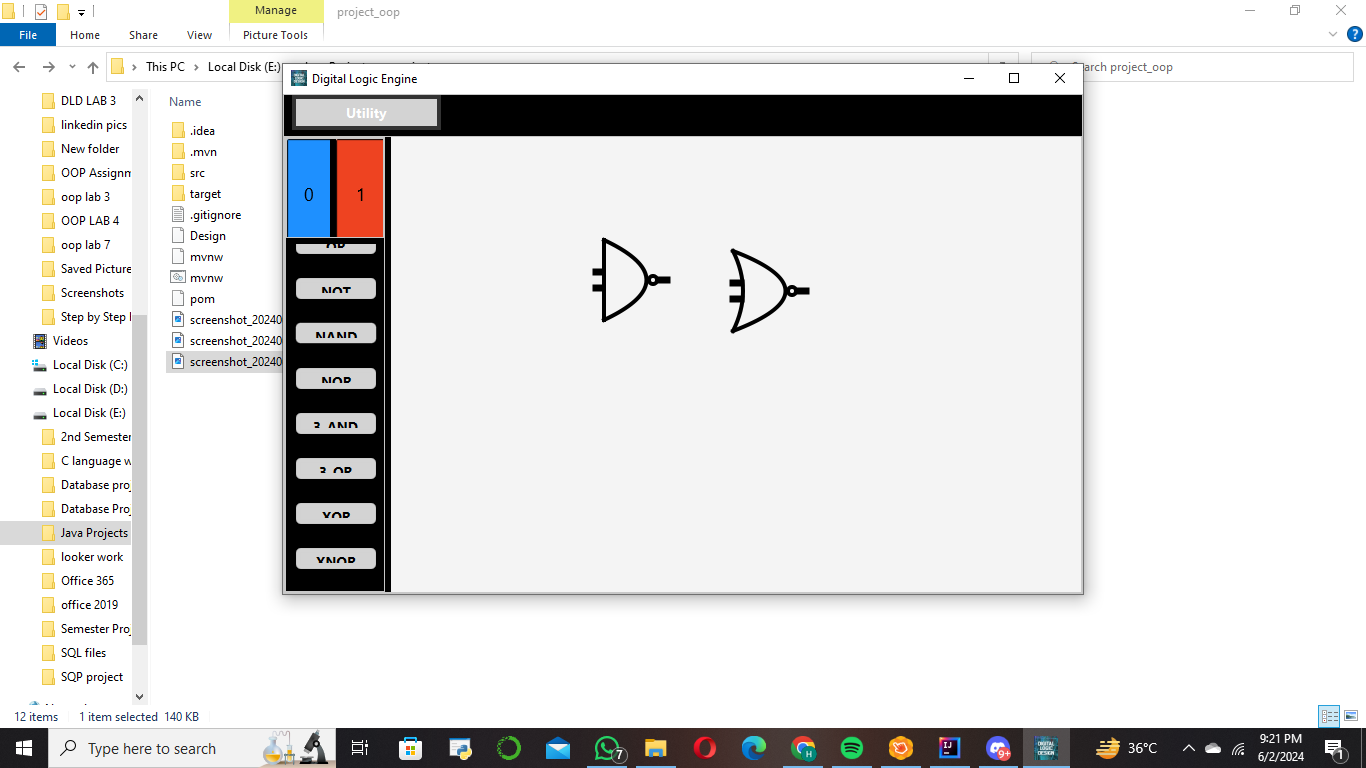 Manage
project_oop
File
Home
Share
View
Picture Tools
This PC
Local Disk (E:)
Search project_oop
Digital Logic Engine
Utility
0
1
OR
NOT
NAND
NOR
3 AND
3 OR
XOR
XNOR
DLD LAB 3
linkedin pics
New folder
OOP Assignm
oop lab 3
OOP LAB 4
oop lab 7
Saved Picture
Screenshots
Step by Step
Videos
Local Disk (C:)
Local Disk (D:)
Local Disk (E:)
2nd Semester
C language w
Database proj
Database Proj
Java Projects
looker work
Office 365
office 2019
Semester Proj
SQL files
SQP project
Name
.idea
.mvn
src
target
.gitignore
Design
mvnw
mvnw
pom
screenshot_20240
screenshot_20240
screenshot_20240
12 items
1 item selected 140 KB
Type here to search
7
9+
36°C
9:21 PM
6/2/2024
1